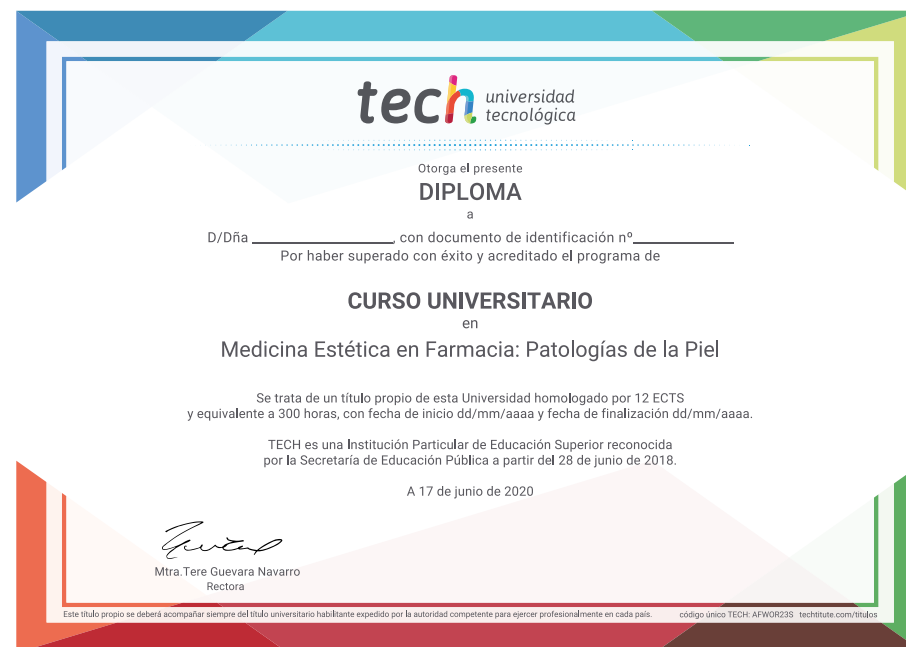 tech universidad
tecnológica
Otorga el presente
DIPLOMA
a
D/Dña ____________________, con documento de identificación nº______________
Por haber superado con éxito y acreditado el programa de
CURSO UNIVERSITARIO
en
Medicina Estética en Farmacia: Patologías de la Piel
Se trata de un título propio de esta Universidad homologado por 12 ECTS
y equivalente a 300 horas, con fecha de inicio dd/mm/aaaa y fecha de finalización dd/mm/aaaa.
TECH es una Institución Particular de Educación Superior reconocida
por la Secretaría de Educación Pública a partir del 28 de junio de 2018.
A 17 de junio de 2020
Mtra.Tere Guevara Navarro
Rectora
Este título propio se deberá acompañar siempre del título universitario habilitante expedido por la autoridad competente para ejercer profesionalmente en cada país. código único TECH: AFWOR23S techtitute.com/titulos